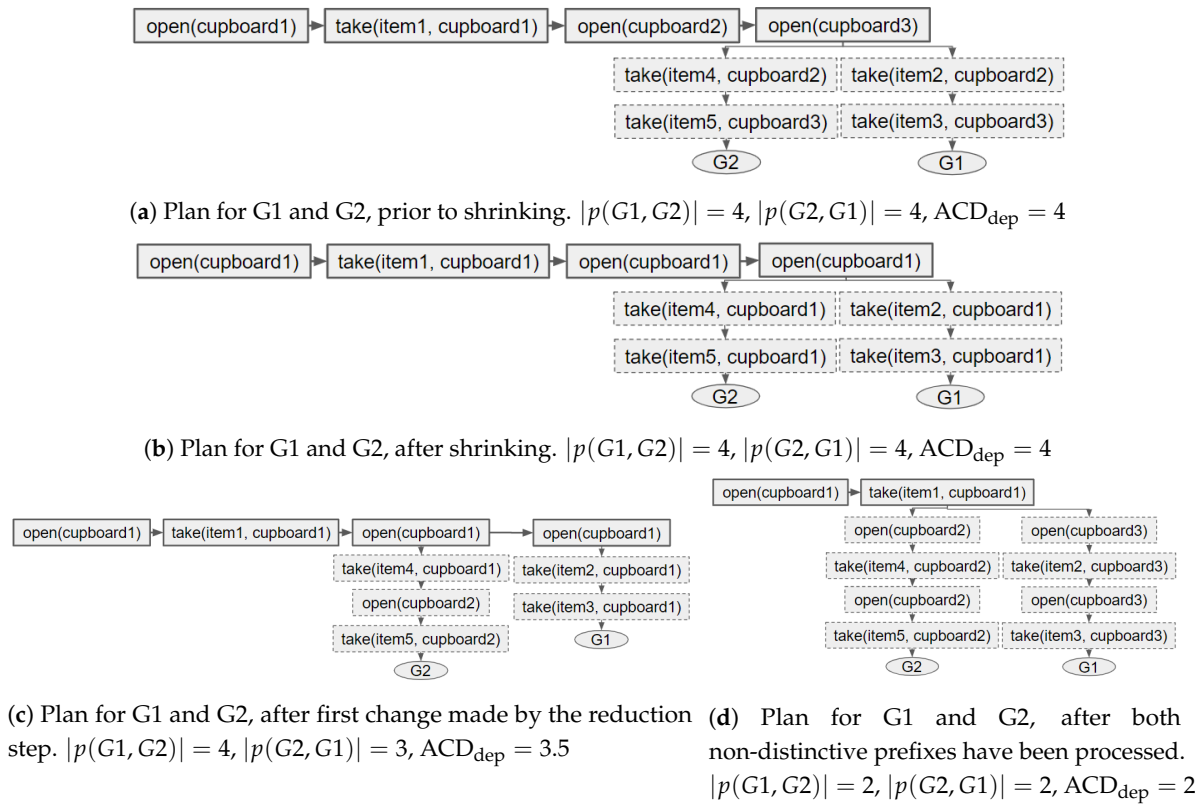 open(cupboard1) take(item1, cupboard1) open(cupboard2) open(cupboard3)
take(item4, cupboard2) take(item2, cupboard2)
take(item5, cupboard3) take(item3, cupboard3)
G2 G1
(a) Plan for G1 and G2, prior to shrinking. |p(G1, G2)| = 4, |p(G2, G1)| = 4, ACD_dep = 4
open(cupboard1) take(item1, cupboard1) open(cupboard1) open(cupboard1)
take(item4, cupboard1) take(item2, cupboard1)
take(item5, cupboard1) take(item3, cupboard1)
G2 G1
(b) Plan for G1 and G2, after shrinking. |p(G1, G2)| = 4, |p(G2, G1)| = 4, ACD_dep = 4
open(cupboard1) take(item1, cupboard1) open(cupboard1) open(cupboard1)
take(item4, cupboard1) take(item2, cupboard1)
open(cupboard2) take(item3, cupboard1)
take(item5, cupboard2) G1
G2
(c) Plan for G1 and G2, after first change made by the reduction
step. |p(G1, G2)| = 4, |p(G2, G1)| = 3, ACD_dep = 3.5
open(cupboard1) take(item1, cupboard1)
open(cupboard2) open(cupboard3)
take(item4, cupboard2) take(item2, cupboard3)
open(cupboard2) open(cupboard3)
take(item5, cupboard2) take(item3, cupboard3)
G2 G1
(d) Plan for G1 and G2, after both
non-distinctive prefixes have been processed.
|p(G1, G2)| = 2, |p(G2, G1)| = 2, ACD_dep = 2